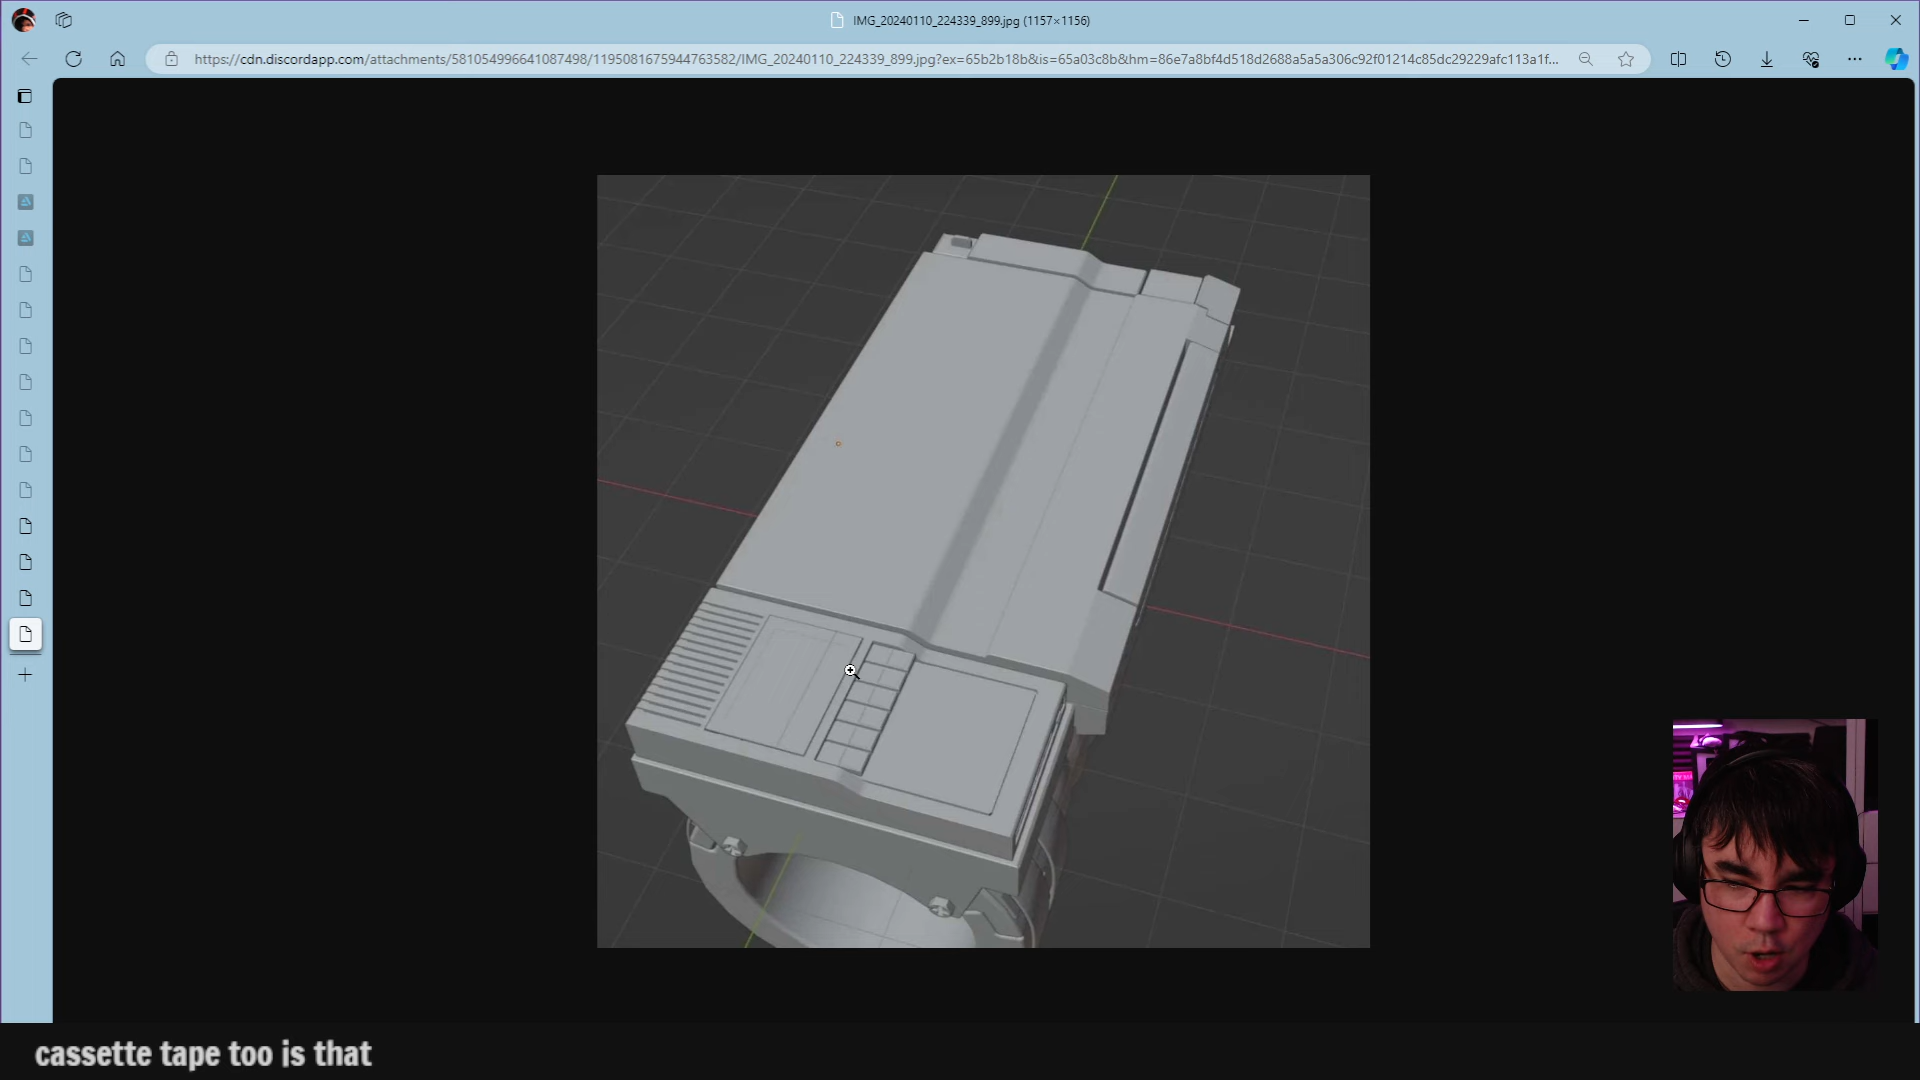 IMG_20240110_224339_899.jpg (1157×1156)
https://cdn.discordapp.com/attachments/581054996641087498/1195081675944763582/IMG_20240110_224339_899.jpg?ex=65b2b18b&is=65a03c8b&hm=86e7a8bf4d518d2688a5a5a306c92f01214c85dc29229afc113a1f...
cassette tape too is that